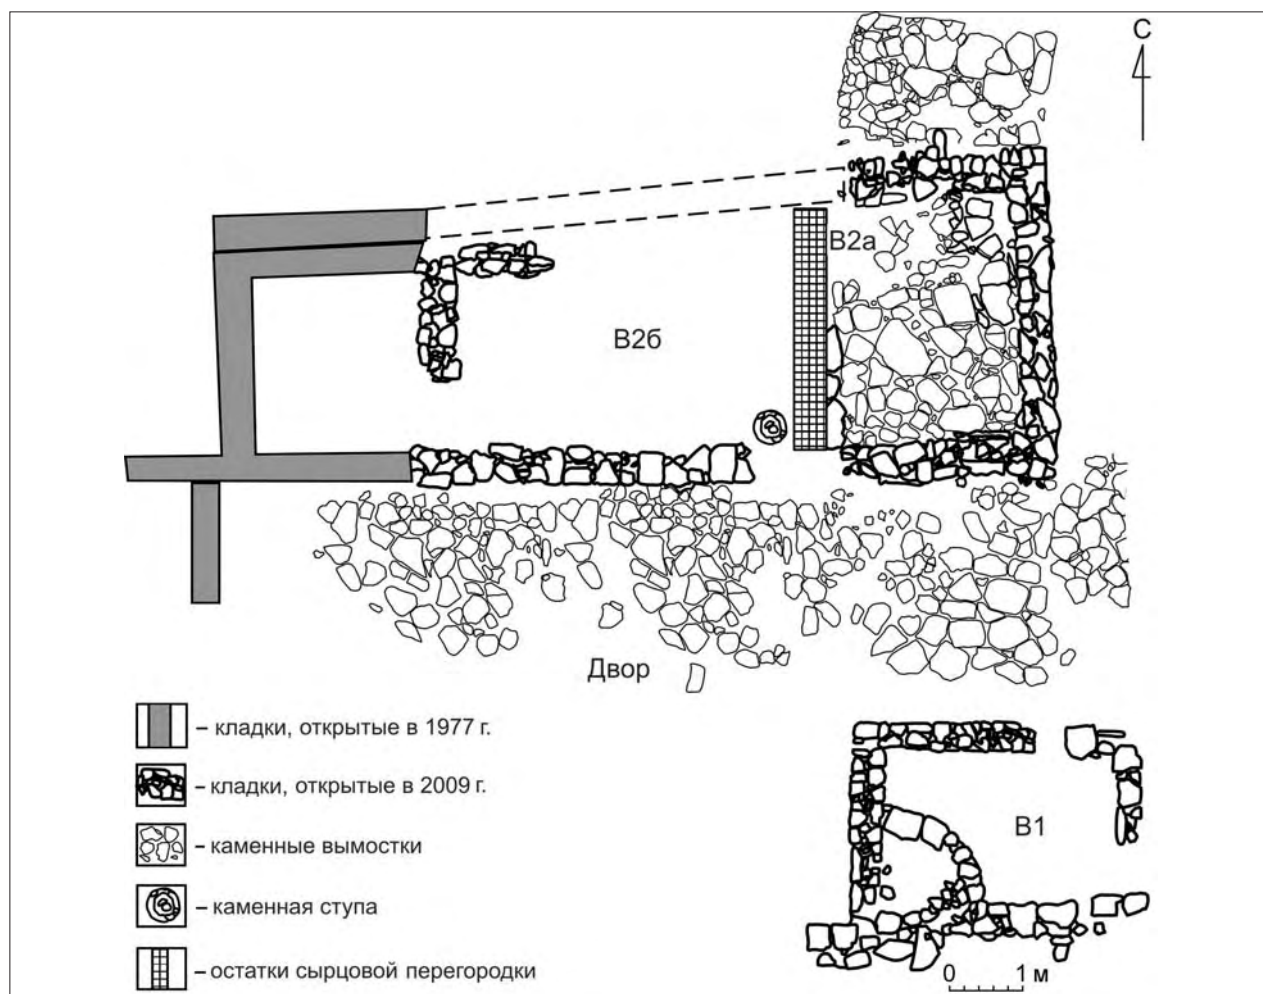 С
В2а
В2б
Двор
– кладки, открытые в 1977 г.
– кладки, открытые в 2009 г.
– каменные вымостки
– каменная ступа
– остатки сырцовой перегородки
В1
0 1 м